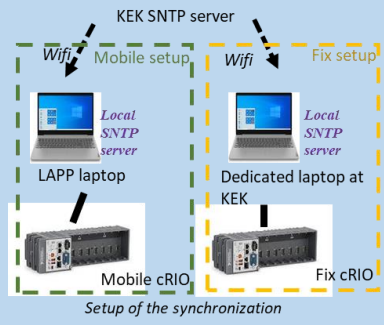 KEK SNTP server
Wifi
Mobile setup
Wifi
Fix setup
Local
SNTP
server
Local
SNTP
server
LAPP laptop
Dedicated laptop at
KEK
Mobile cRIO
Fix cRIO
Setup of the synchronization